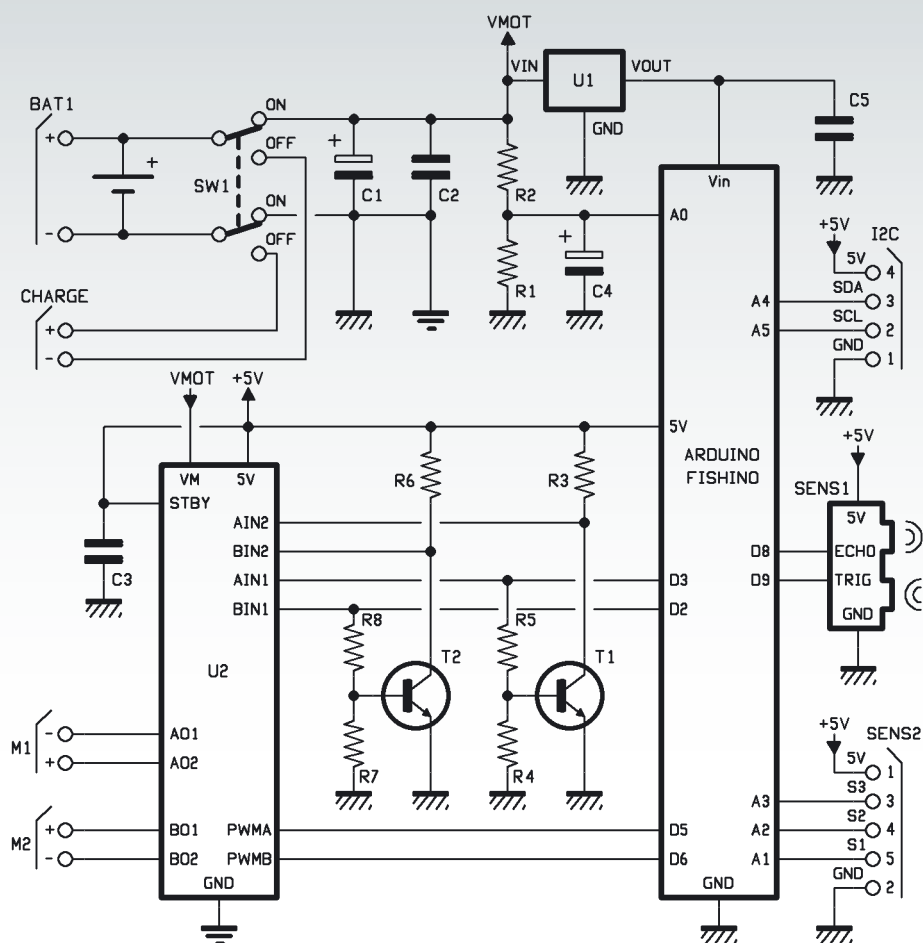 VMOT
VIN
U1
VOUT
GND
C5
BAT1
+
-
+
ON
OFF
SW1
ON
OFF
+
C1
C2
R2
R1
+
C4
A0
Vin
CHARGE
+
-
+5V
I2C
5V 4
SDA 3
SCL 2
GND 1
A4
A5
VMOT
+5V
5V
ARDUINO
FISHINO
VM
5V
STBY
C3
R6
R3
AIN2
BIN2
AIN1
BIN1
D3
D2
D8
D9
+5V
SENS1
5V
ECHO
TRIG
GND
U2
R8
R7
T2
R5
R4
T1
M1
-
+
AO1
AO2
M2
+
-
BO1
BO2
PWMA
PWMB
GND
D5
D6
A3
A2
A1
GND
+5V
SENS2
5V 1
S3 3
S2 4
S1 5
GND 2